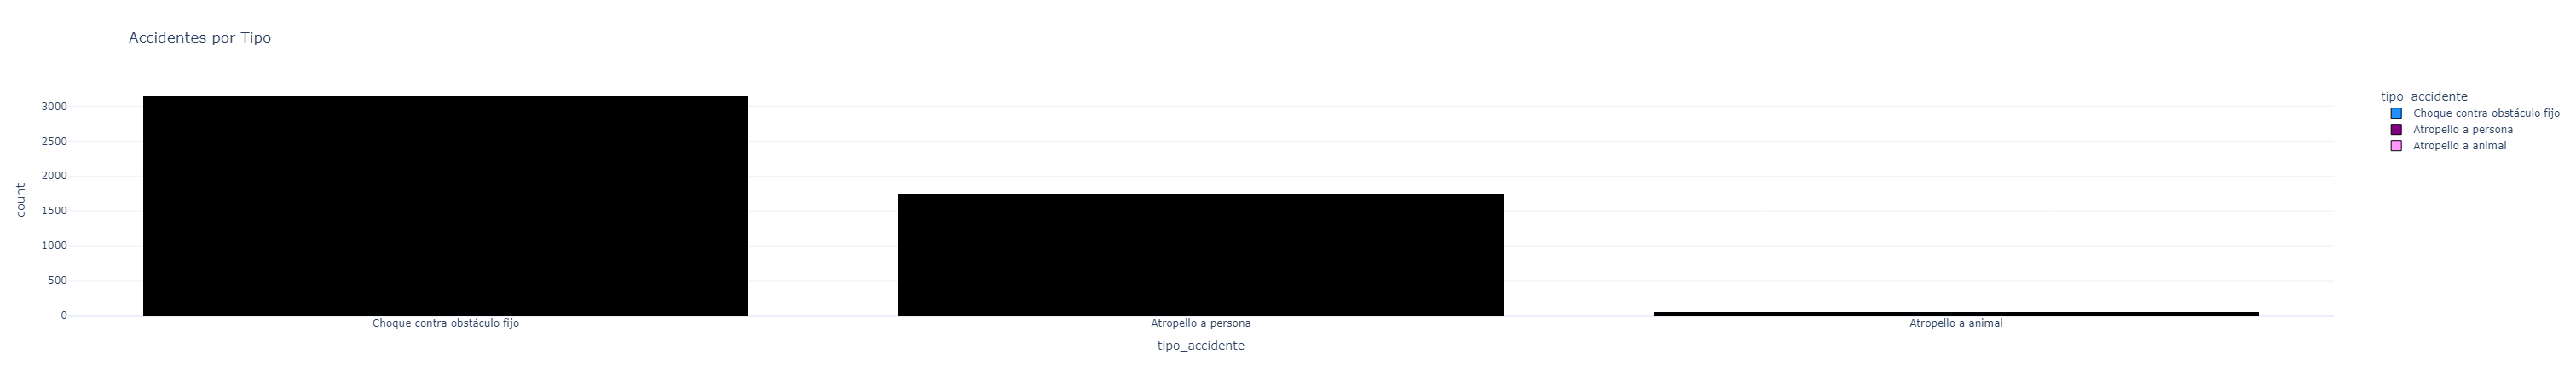 Accidentes por Tipo
3000
2500
2000
1500
1000
500
0
count
Choque contra obstáculo fijo
Atropello a persona
Atropello a animal
tipo_accidente
tipo_accidente
Choque contra obstáculo fijo
Atropello a persona
Atropello a animal